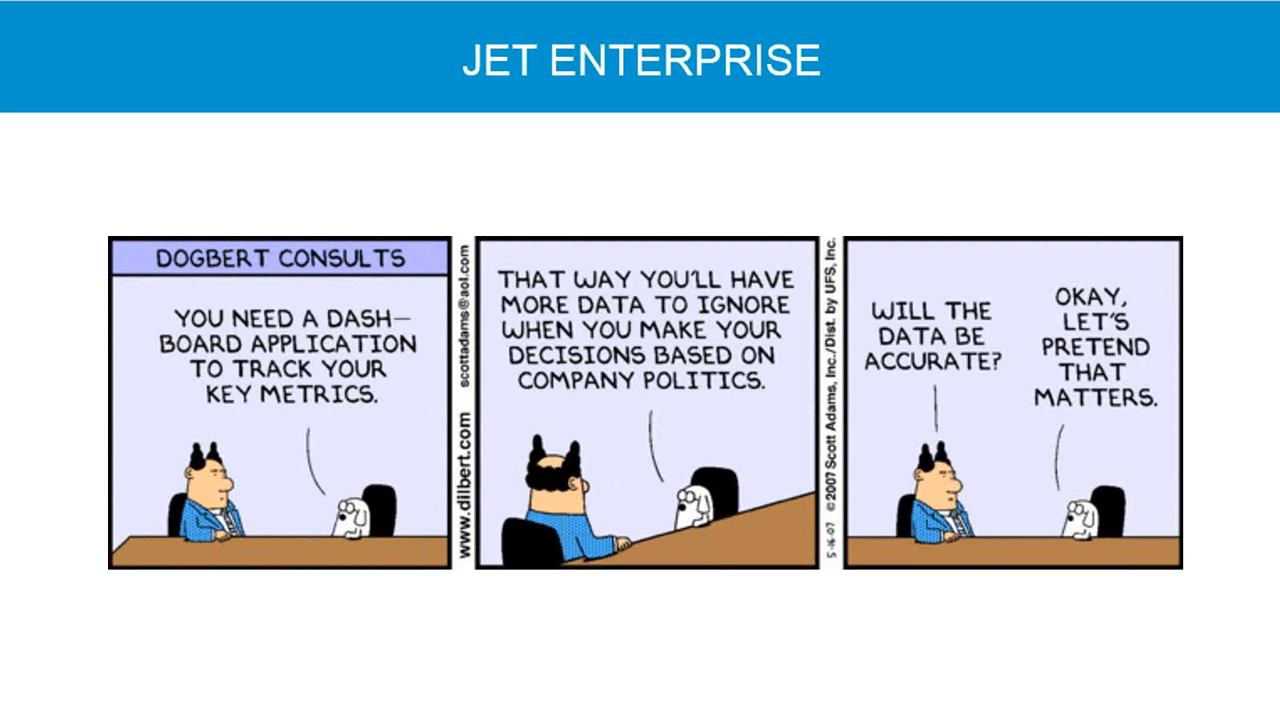 JET ENTERPRISE
DOGBERT CONSULTS
YOU NEED A DASH—
BOARD APPLICATION
TO TRACK YOUR
KEY METRICS.
www.dilbert.com scottadams@aol.com
THAT WAY YOU'LL HAVE
MORE DATA TO IGNORE
WHEN YOU MAKE YOUR
DECISIONS BASED ON
COMPANY POLITICS.
5-16-07 ©2007 Scott Adams, Inc./Dist. by UFS, Inc.
WILL THE
DATA BE
ACCURATE?
OKAY,
LET'S
PRETEND
THAT
MATTERS.